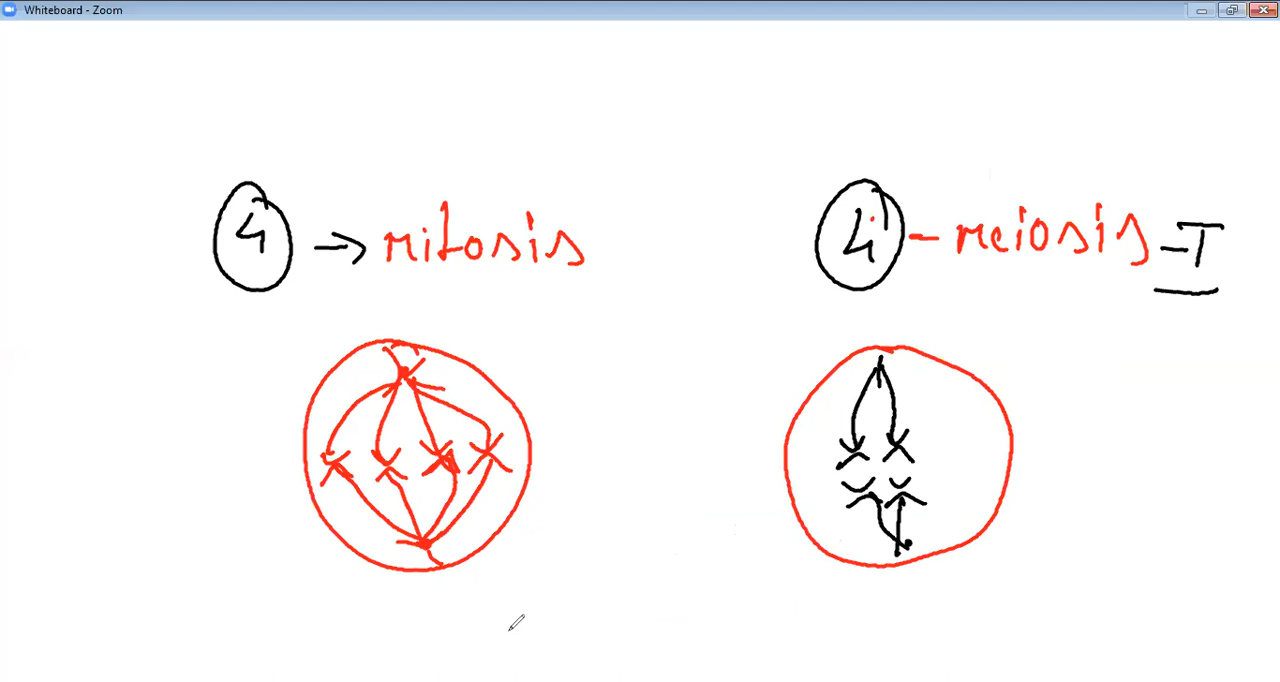 Whiteboard - Zoom
4 → mitosis
4 - meiosis - I